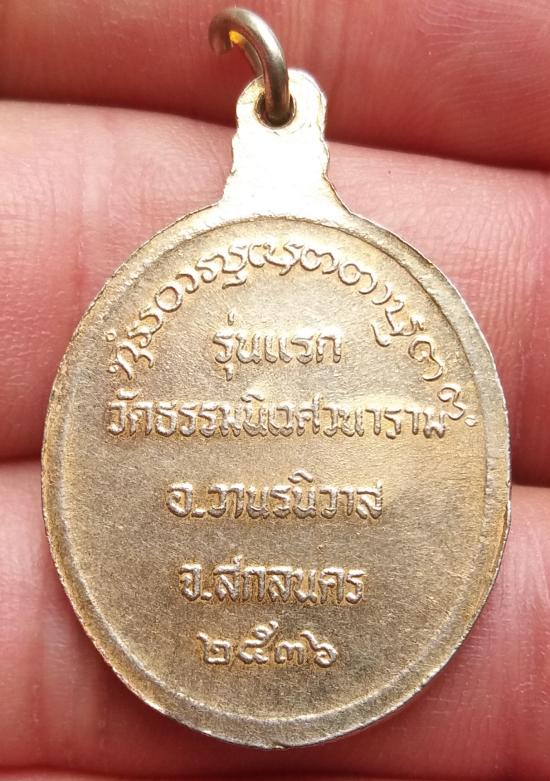 รุ่นแรก
วัดธรรมนิเวศวนาราม
อ.วานรนิวาส
จ.สกลนคร
๒๕๓๖